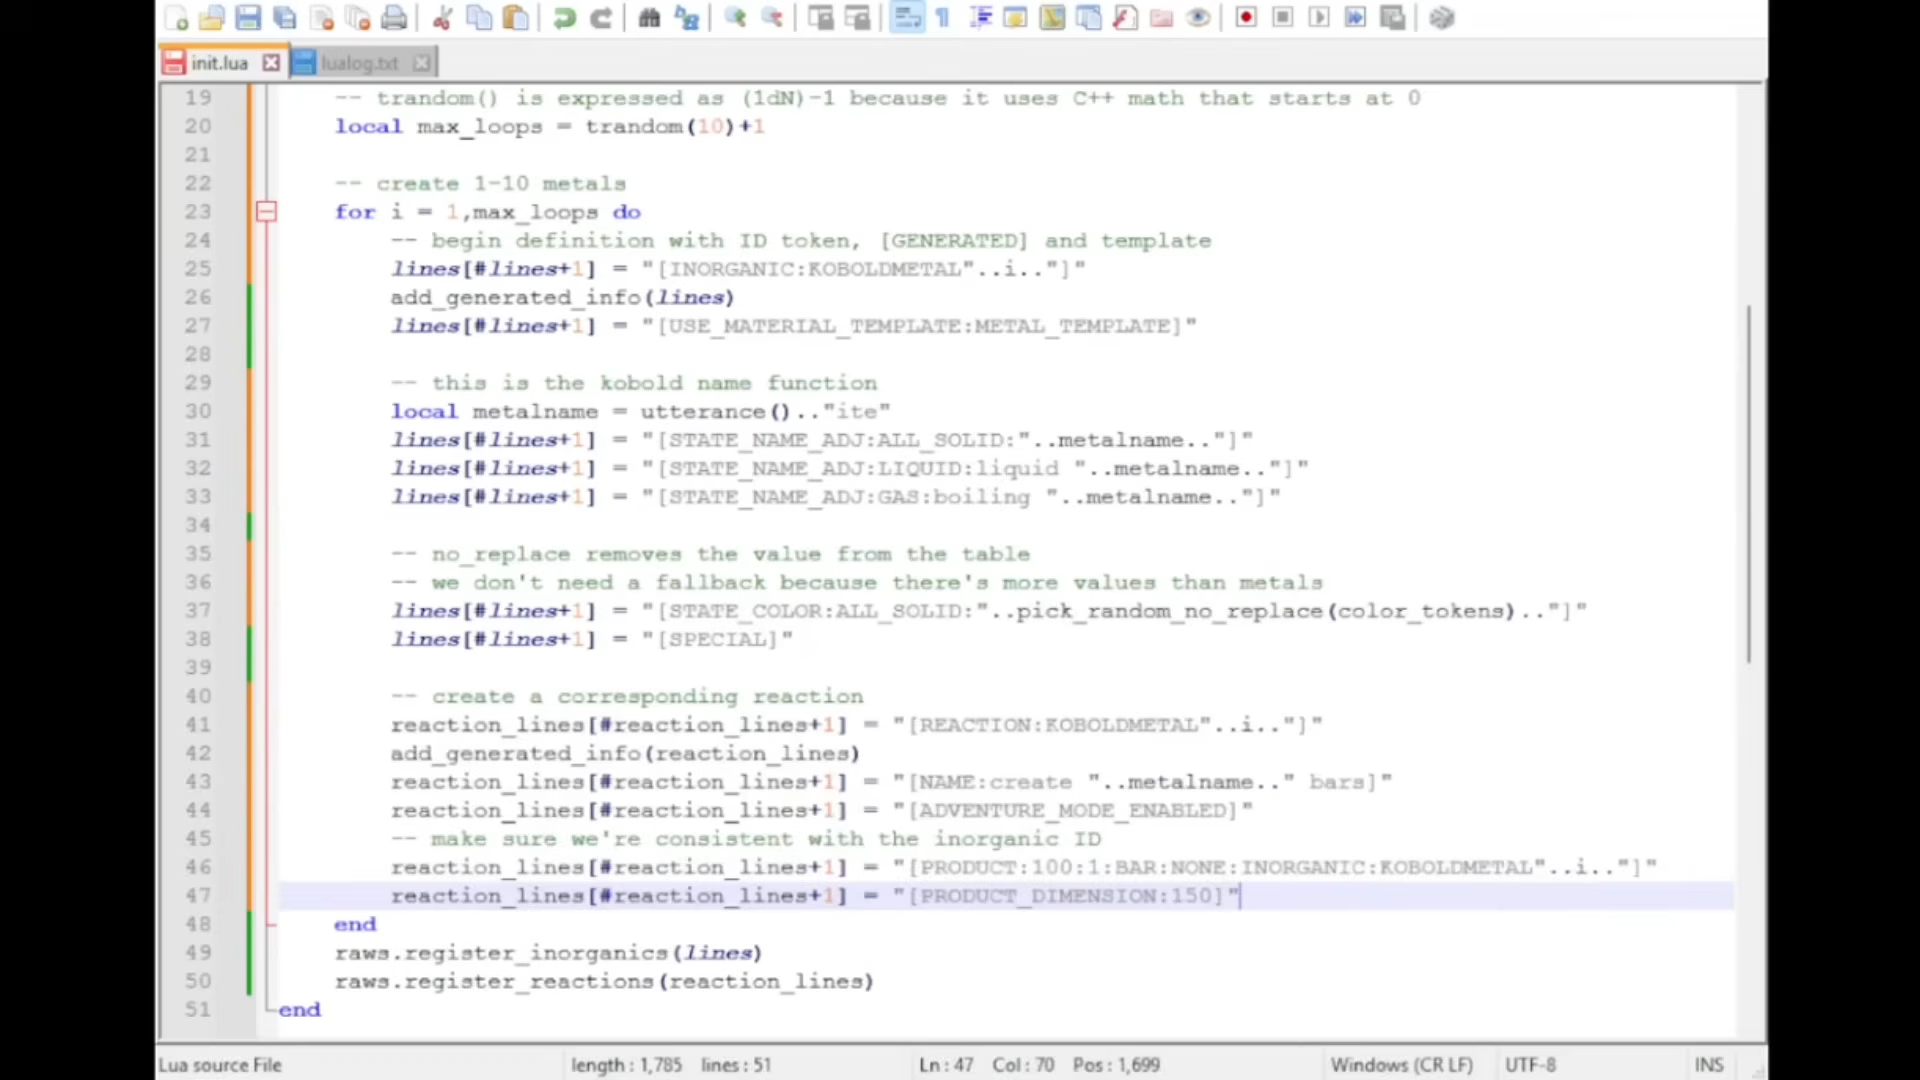 init.lua
lualog.txt
19 -- trandom() is expressed as (1dN)-1 because it uses C++ math that starts at 0
20 local max_loops = trandom(10)+1
21
22 -- create 1-10 metals
23 for i = 1,max_loops do
24 -- begin definition with ID token, [GENERATED] and template
25 lines[#lines+1] = "[INORGANIC:KOBOLDMETAL"..i.."]"
26 add_generated_info(lines)
27 lines[#lines+1] = "[USE_MATERIAL_TEMPLATE:METAL_TEMPLATE]"
28
29 -- this is the kobold name function
30 local metalname = utterance().."ite"
31 lines[#lines+1] = "[STATE_NAME_ADJ:ALL_SOLID:"..metalname.."]"
32 lines[#lines+1] = "[STATE_NAME_ADJ:LIQUID:liquid "..metalname.."]"
33 lines[#lines+1] = "[STATE_NAME_ADJ:GAS:boiling "..metalname.."]"
34
35 -- no_replace removes the value from the table
36 -- we don't need a fallback because there's more values than metals
37 lines[#lines+1] = "[STATE_COLOR:ALL_SOLID:"..pick_random_no_replace(color_tokens).."]"
38 lines[#lines+1] = "[SPECIAL]"
39
40 -- create a corresponding reaction
41 reaction_lines[#reaction_lines+1] = "[REACTION:KOBOLDMETAL"..i.."]"
42 add_generated_info(reaction_lines)
43 reaction_lines[#reaction_lines+1] = "[NAME:create "..metalname.." bars]"
44 reaction_lines[#reaction_lines+1] = "[ADVENTURE_MODE_ENABLED]"
45 -- make sure we're consistent with the inorganic ID
46 reaction_lines[#reaction_lines+1] = "[PRODUCT:100:1:BAR:NONE:INORGANIC:KOBOLDMETAL"..i.."]"
47 reaction_lines[#reaction_lines+1] = "[PRODUCT_DIMENSION:150]"
48 end
49 raws.register_inorganics(lines)
50 raws.register_reactions(reaction_lines)
51 end
Lua source File length : 1,785 lines : 51 Ln : 47 Col : 70 Pos : 1,699 Windows (CR LF) UTF-8 INS